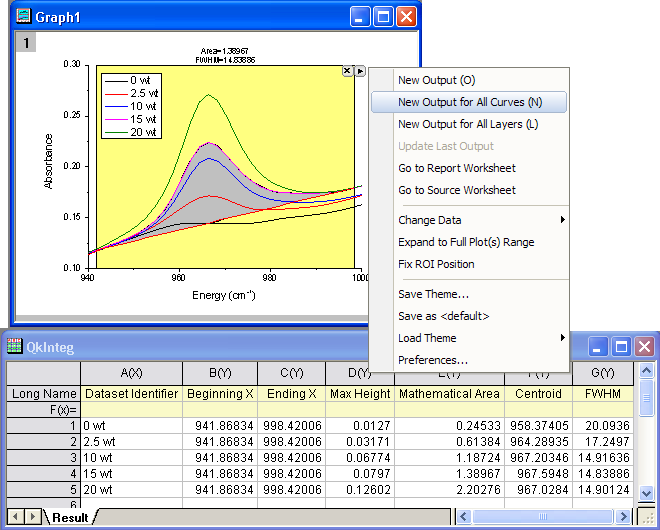 Graph1
1
Area=1.38967
FWHM=14.83886
0.30
0.25
0.20
0.15
0.10
Absorbance
0 wt
2.5 wt
10 wt
15 wt
20 wt
940
960
980
1000
Energy (cm⁻¹)
New Output (O)
New Output for All Curves (N)
New Output for All Layers (L)
Update Last Output
Go to Report Worksheet
Go to Source Worksheet
Change Data
Expand to Full Plot(s) Range
Fix ROI Position
Save Theme...
Save as <default>
Load Theme
Preferences...
QkInteg
A(X) B(Y) C(Y) D(Y) G(Y)
Long Name Dataset Identifier Beginning X Ending X Max Height Mathematical Area Centroid FWHM
F(x)=
1 0 wt 941.86834 998.42006 0.0127 0.24533 958.37405 20.0936
2 2.5 wt 941.86834 998.42006 0.03171 0.61384 964.28935 17.2497
3 10 wt 941.86834 998.42006 0.06774 1.18724 967.20346 14.91636
4 15 wt 941.86834 998.42006 0.0797 1.38967 967.5948 14.83886
5 20 wt 941.86834 998.42006 0.12602 2.20276 967.0284 14.90124
6
Result